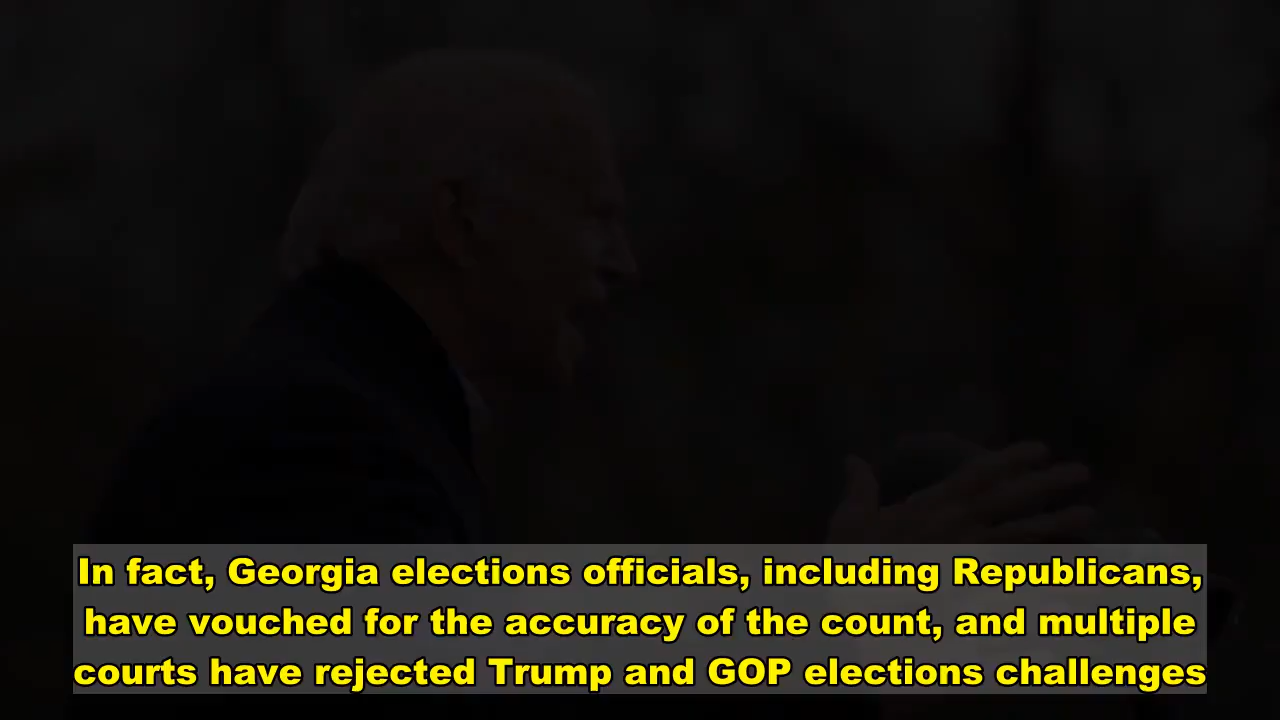 In fact, Georgia elections officials, including Republicans,
have vouched for the accuracy of the count, and multiple
courts have rejected Trump and GOP elections challenges